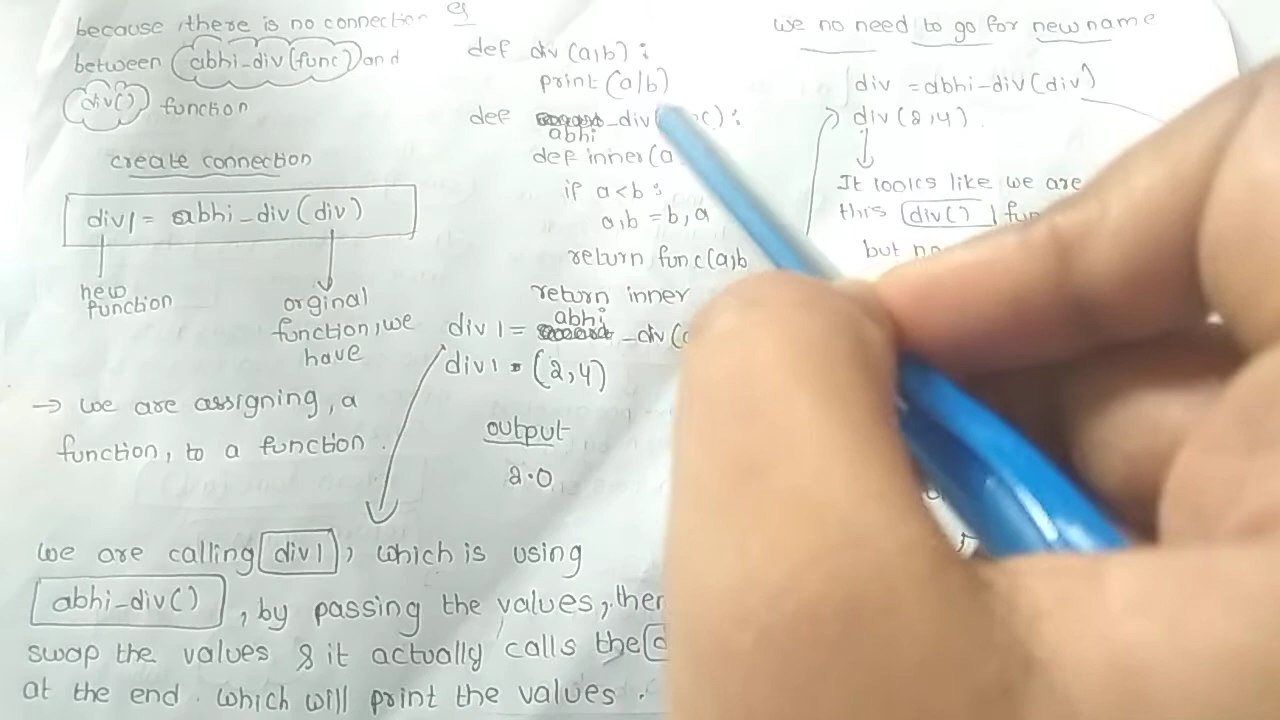 because, there is no connection
between abhi-div(func) and
div() function
create connection
div1 = abhi-div(div)
new function
orginal function, we have
→ we are assigning, a
function, to a function.
eg
def div(a,b):
print(a/b)
def abhi-div(
def inner(a
if a<b:
a,b = b,a
return func(a,b
return inner
div1 = abhi-div(
div1 = (2,4)
output
2.0
we no need to go for new name
div = abhi-div(div)
div(2,4).
It looks like we are
this div()
but
we are calling div1, which is using
abhi-div(), by passing the values,
swap the values & it actually calls the
at the end. which will print the values.